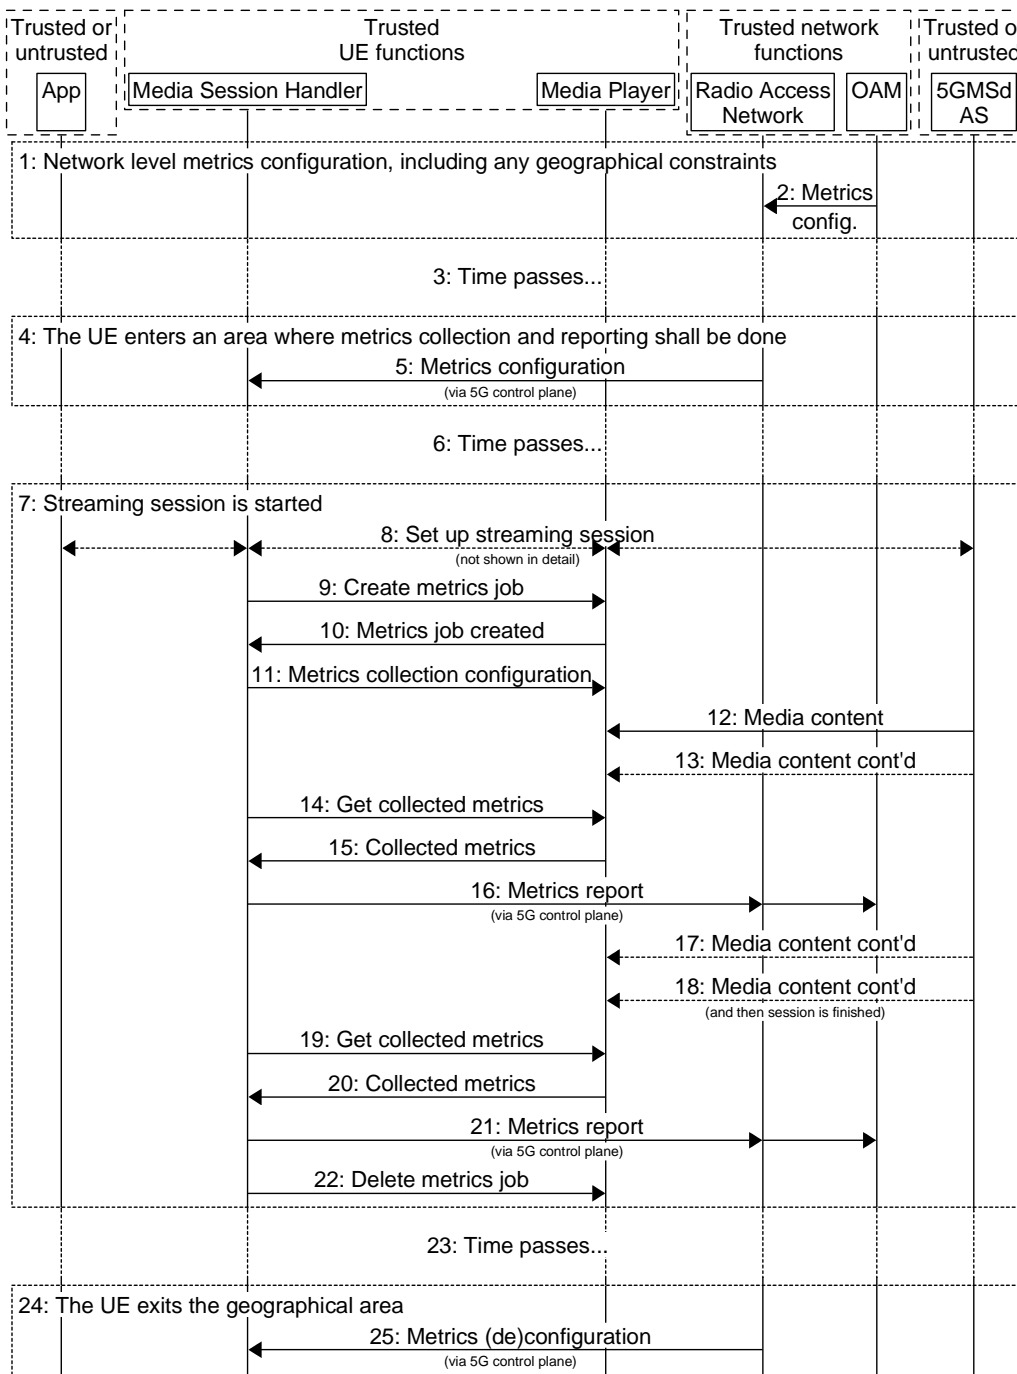 Trusted or
untrusted
Trusted
UE functions
Trusted network
functions
Trusted o
untrusted
App
Media Session Handler
Media Player
Radio Access
Network
OAM
5GMSd
AS
1: Network level metrics configuration, including any geographical constraints
2: Metrics
config.
3: Time passes...
4: The UE enters an area where metrics collection and reporting shall be done
5: Metrics configuration
(via 5G control plane)
6: Time passes...
7: Streaming session is started
8: Set up streaming session
(not shown in detail)
9: Create metrics job
10: Metrics job created
11: Metrics collection configuration
12: Media content
13: Media content cont'd
14: Get collected metrics
15: Collected metrics
16: Metrics report
(via 5G control plane)
17: Media content cont'd
18: Media content cont'd
(and then session is finished)
19: Get collected metrics
20: Collected metrics
21: Metrics report
(via 5G control plane)
22: Delete metrics job
23: Time passes...
24: The UE exits the geographical area
25: Metrics (de)configuration
(via 5G control plane)